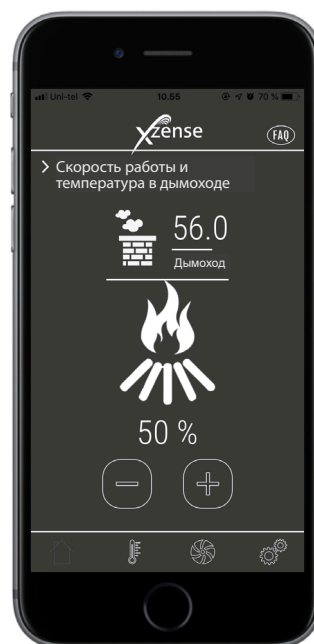 Uni-tel 10.55 70 %
xzense
FAQ
> Скорость работы и
температура в дымоходе
56.0
Дымоход
50 %
− +